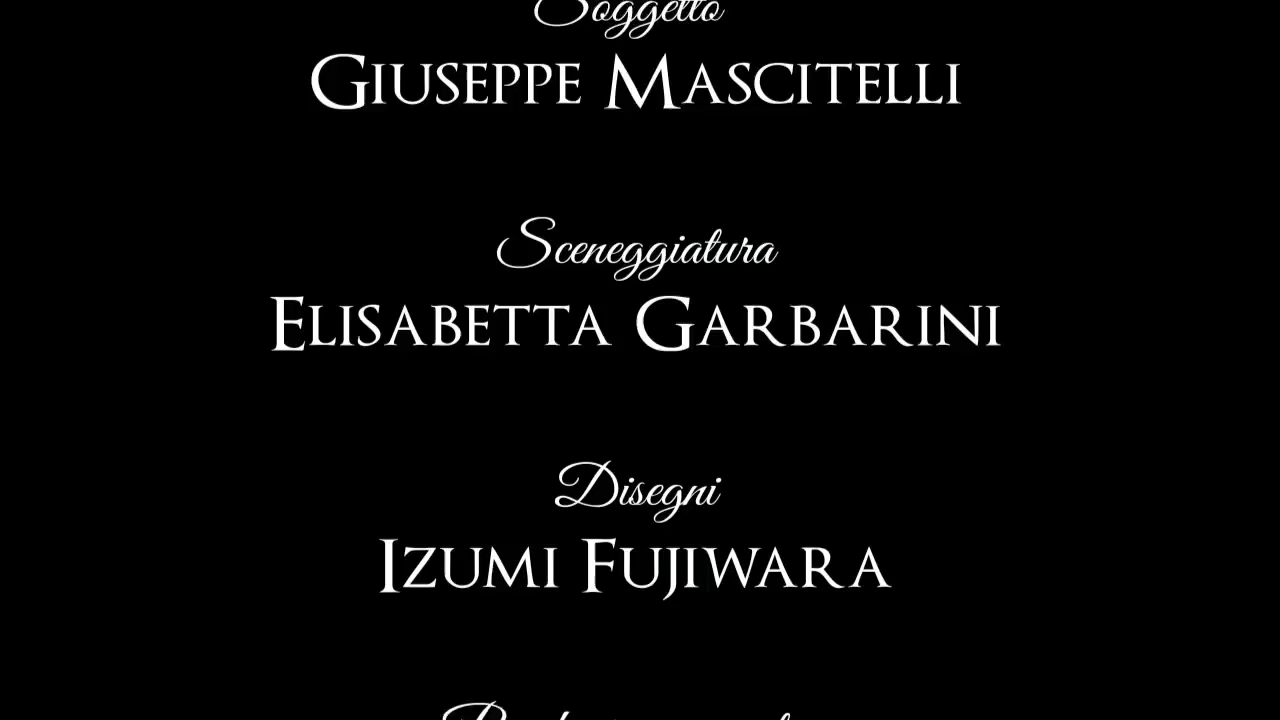 Soggetto
Giuseppe Mascitelli
Sceneggiatura
Elisabetta Garbarini
Disegni
Izumi Fujiwara